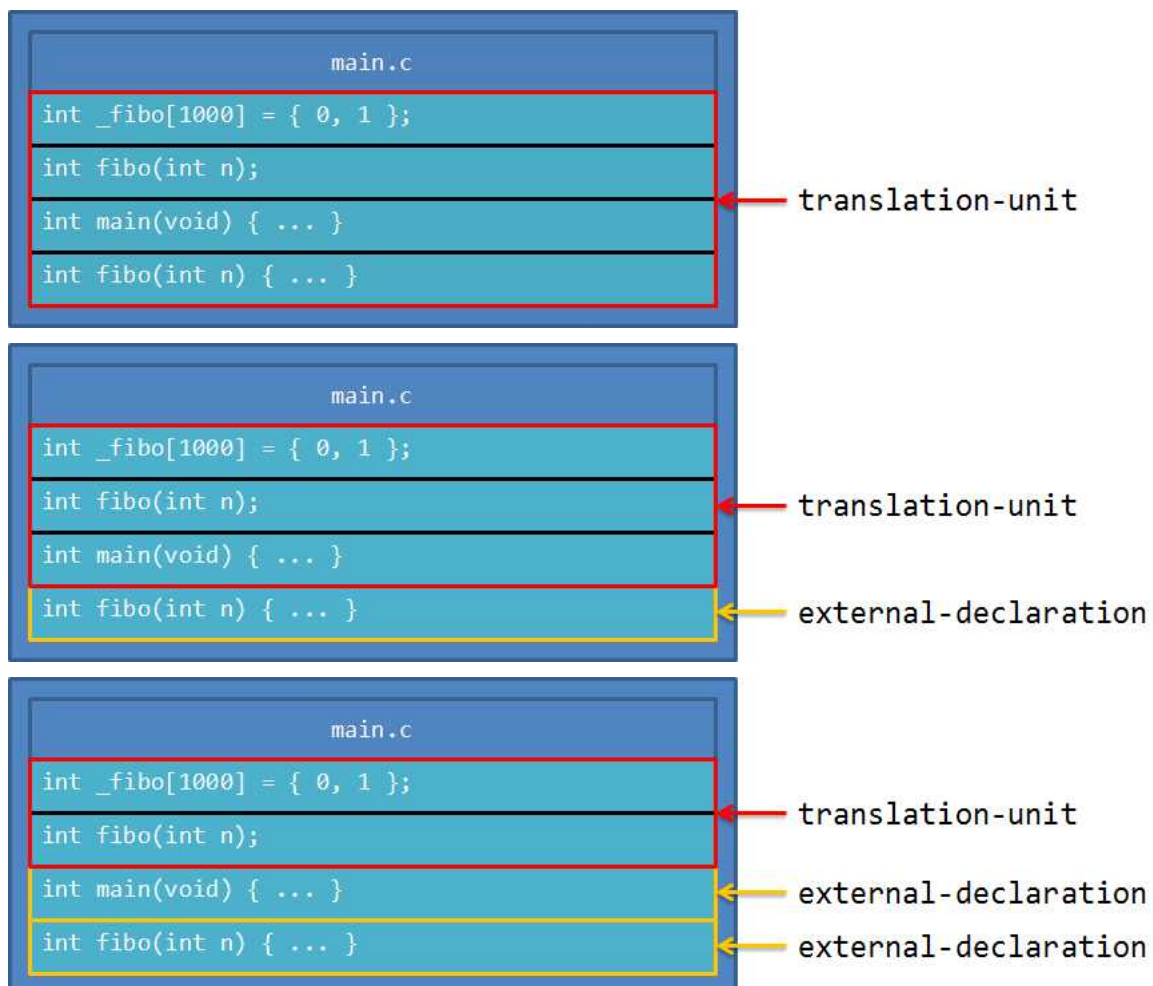 main.c
int _fibo[1000] = { 0, 1 };
int fibo(int n);
translation-unit
int main(void) { ... }
int fibo(int n) { ... }
main.c
int _fibo[1000] = { 0, 1 };
int fibo(int n);
translation-unit
int main(void) { ... }
int fibo(int n) { ... }
external-declaration
main.c
int _fibo[1000] = { 0, 1 };
translation-unit
int fibo(int n);
int main(void) { ... }
external-declaration
int fibo(int n) { ... }
external-declaration